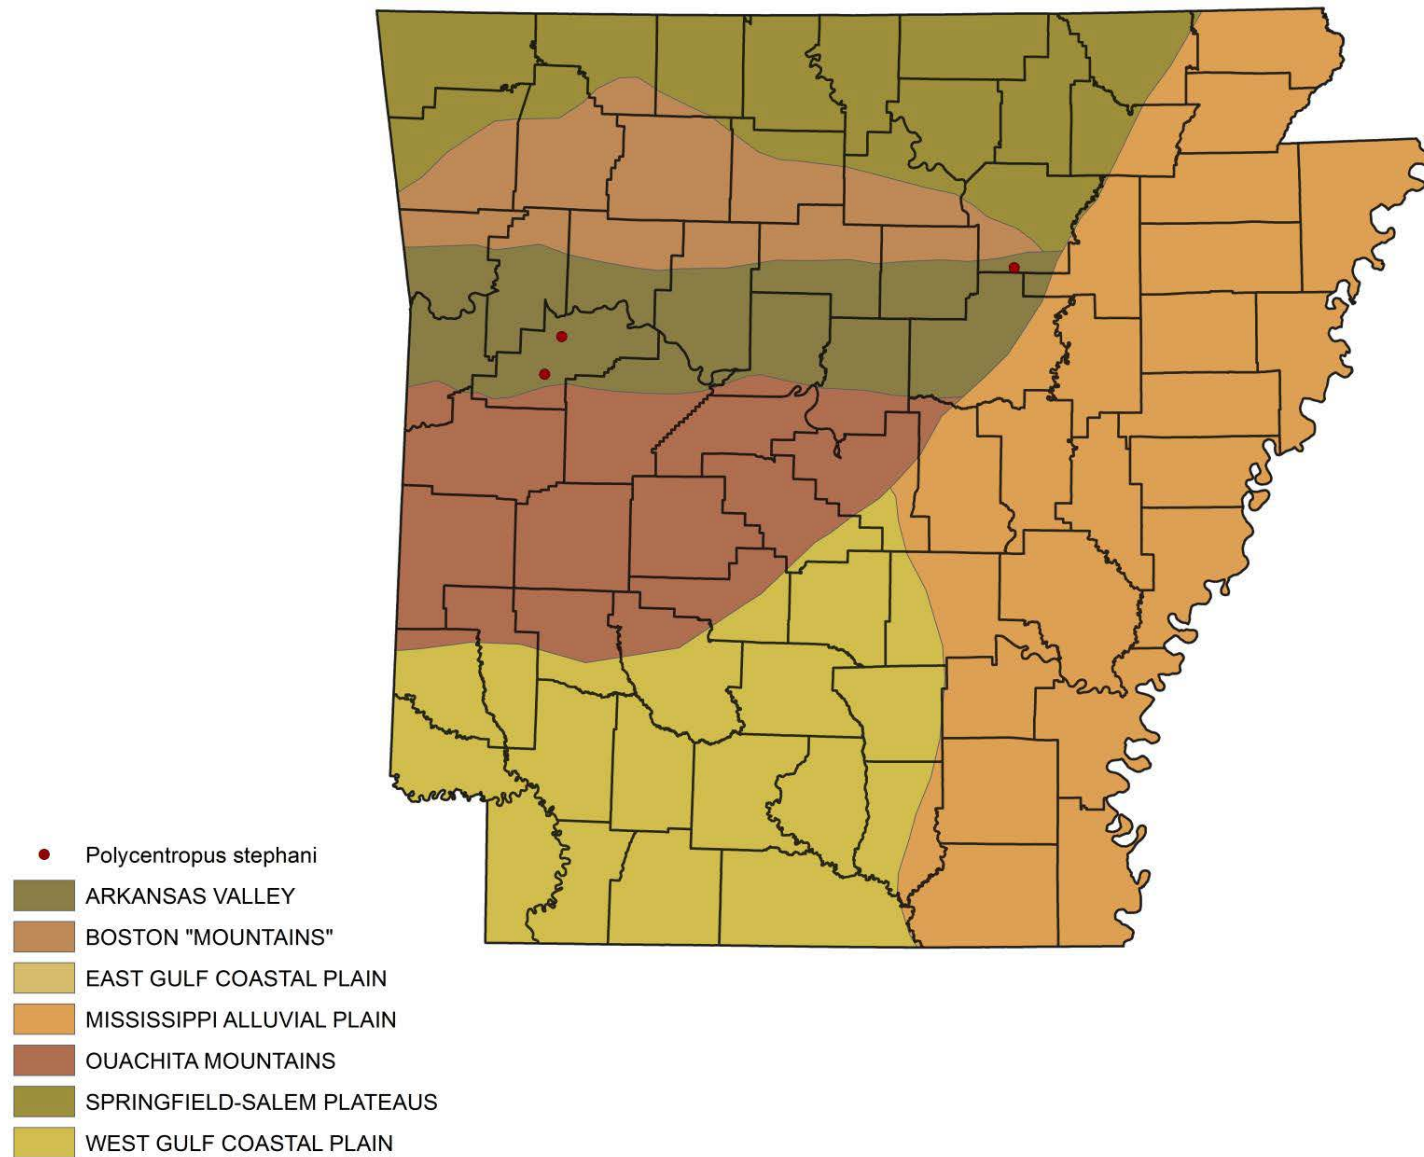 Polycentropus stephani
ARKANSAS VALLEY
BOSTON "MOUNTAINS"
EAST GULF COASTAL PLAIN
MISSISSIPPI ALLUVIAL PLAIN
OUACHITA MOUNTAINS
SPRINGFIELD-SALEM PLATEAUS
WEST GULF COASTAL PLAIN